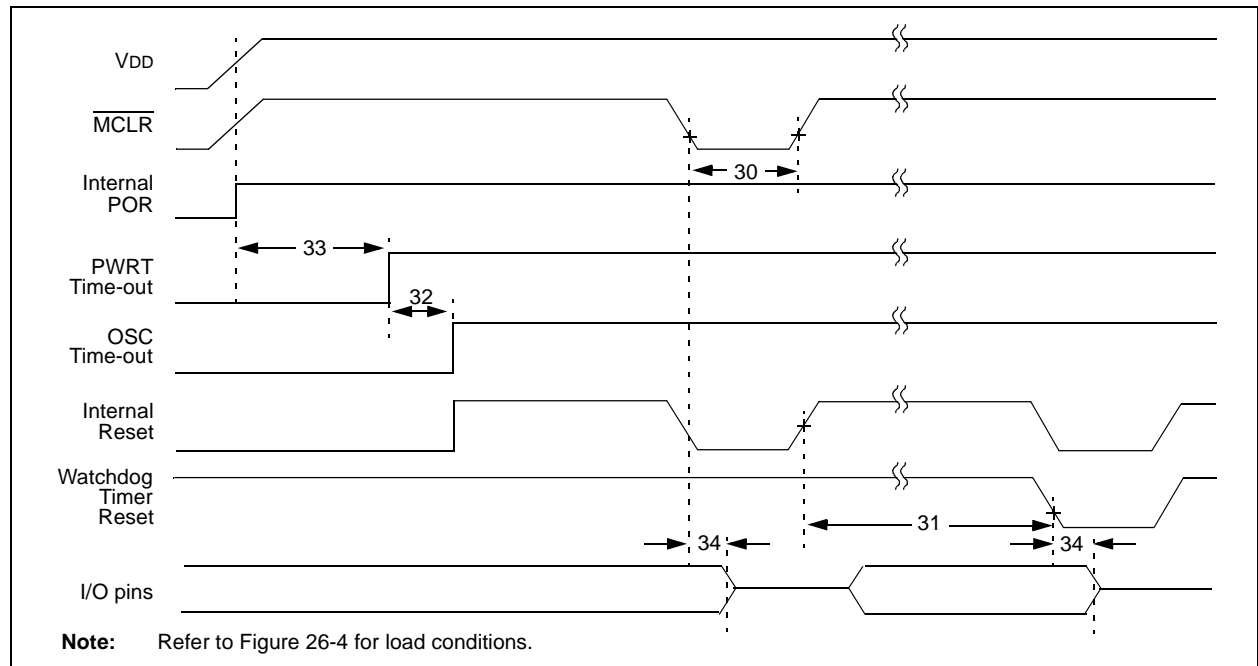 VDD
MCLR
30
Internal
POR
33
PWRT
Time-out
32
OSC
Time-out
Internal
Reset
Watchdog
Timer
Reset
31
34
34
I/O pins
Note: Refer to Figure 26-4 for load conditions.